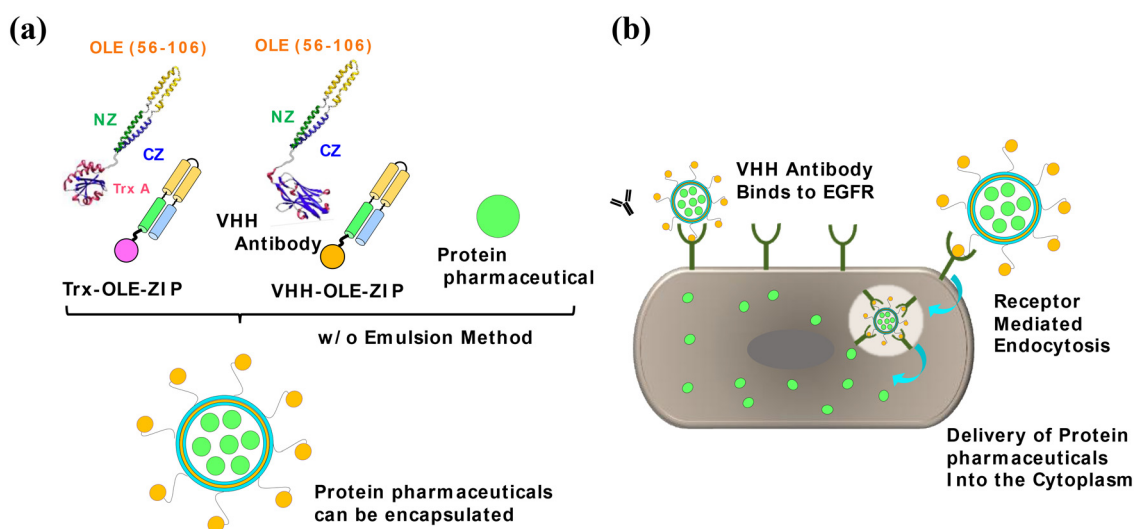 (a)
OLE (56-106)
OLE (56-106)
NZ
CZ
Trx A
NZ
CZ
VHH
Antibody
Trx-OLE-ZIP
VHH-OLE-ZIP
Protein
pharmaceutical
w/o Emulsion Method
Protein pharmaceuticals
can be encapsulated
(b)
VHH Antibody
Binds to EGFR
Receptor
Mediated
Endocytosis
Delivery of Protein
pharmaceuticals
Into the Cytoplasm